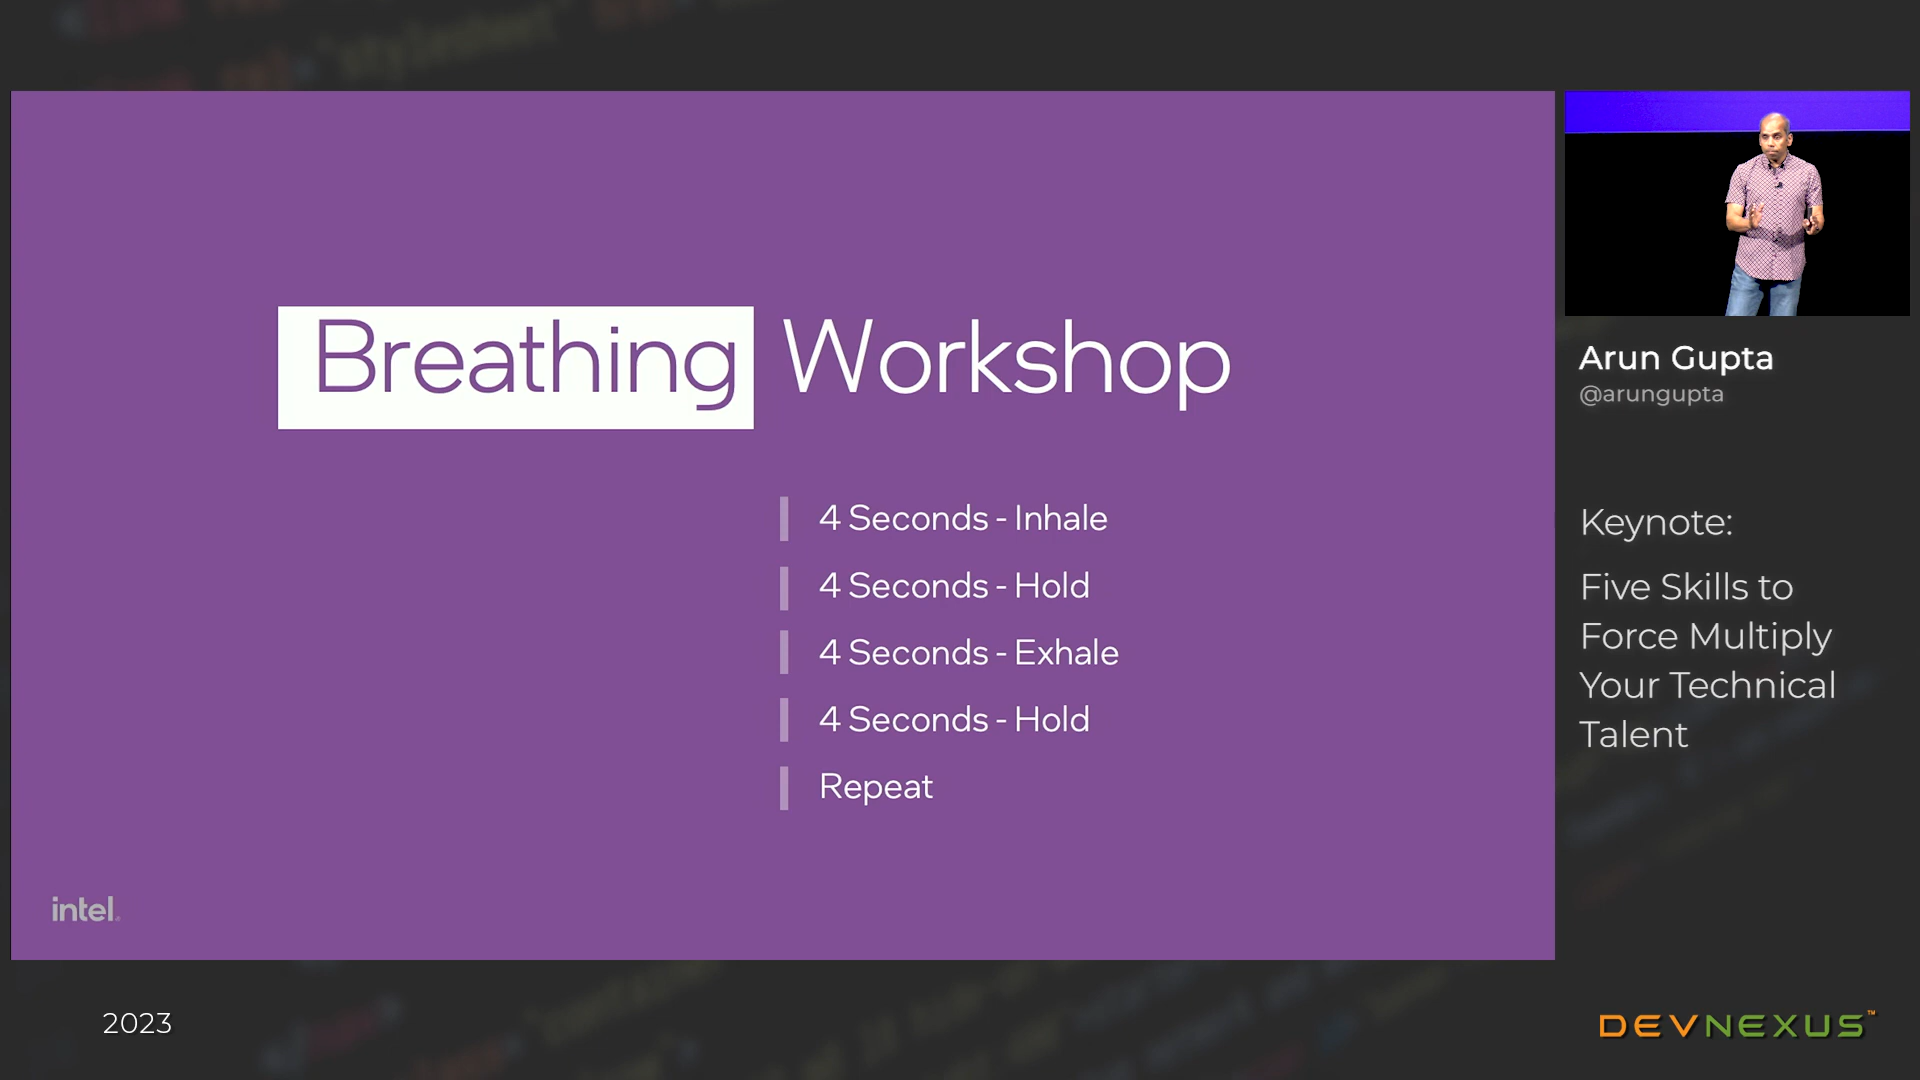 Breathing Workshop
4 Seconds - Inhale
4 Seconds - Hold
4 Seconds - Exhale
4 Seconds - Hold
Repeat
intel.
Arun Gupta
@arungupta
Keynote:
Five Skills to
Force Multiply
Your Technical
Talent
2023
DEVNEXUS™